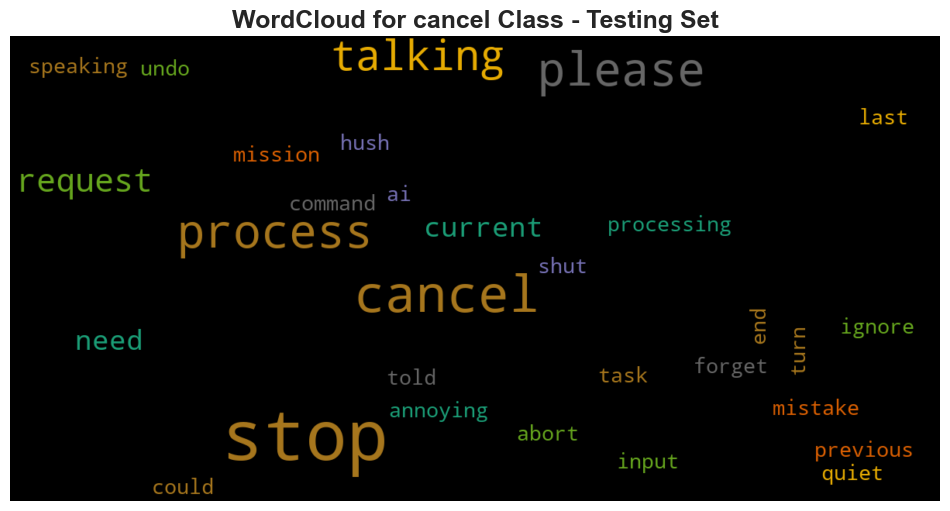 WordCloud for cancel Class - Testing Set
talking
please
speaking undo
last
hush
mission
request
ai
command
process
current
processing
shut
cancel
end
ignore
need
turn
forget
told
task
annoying
mistake
stop
abort
previous
input
quiet
could